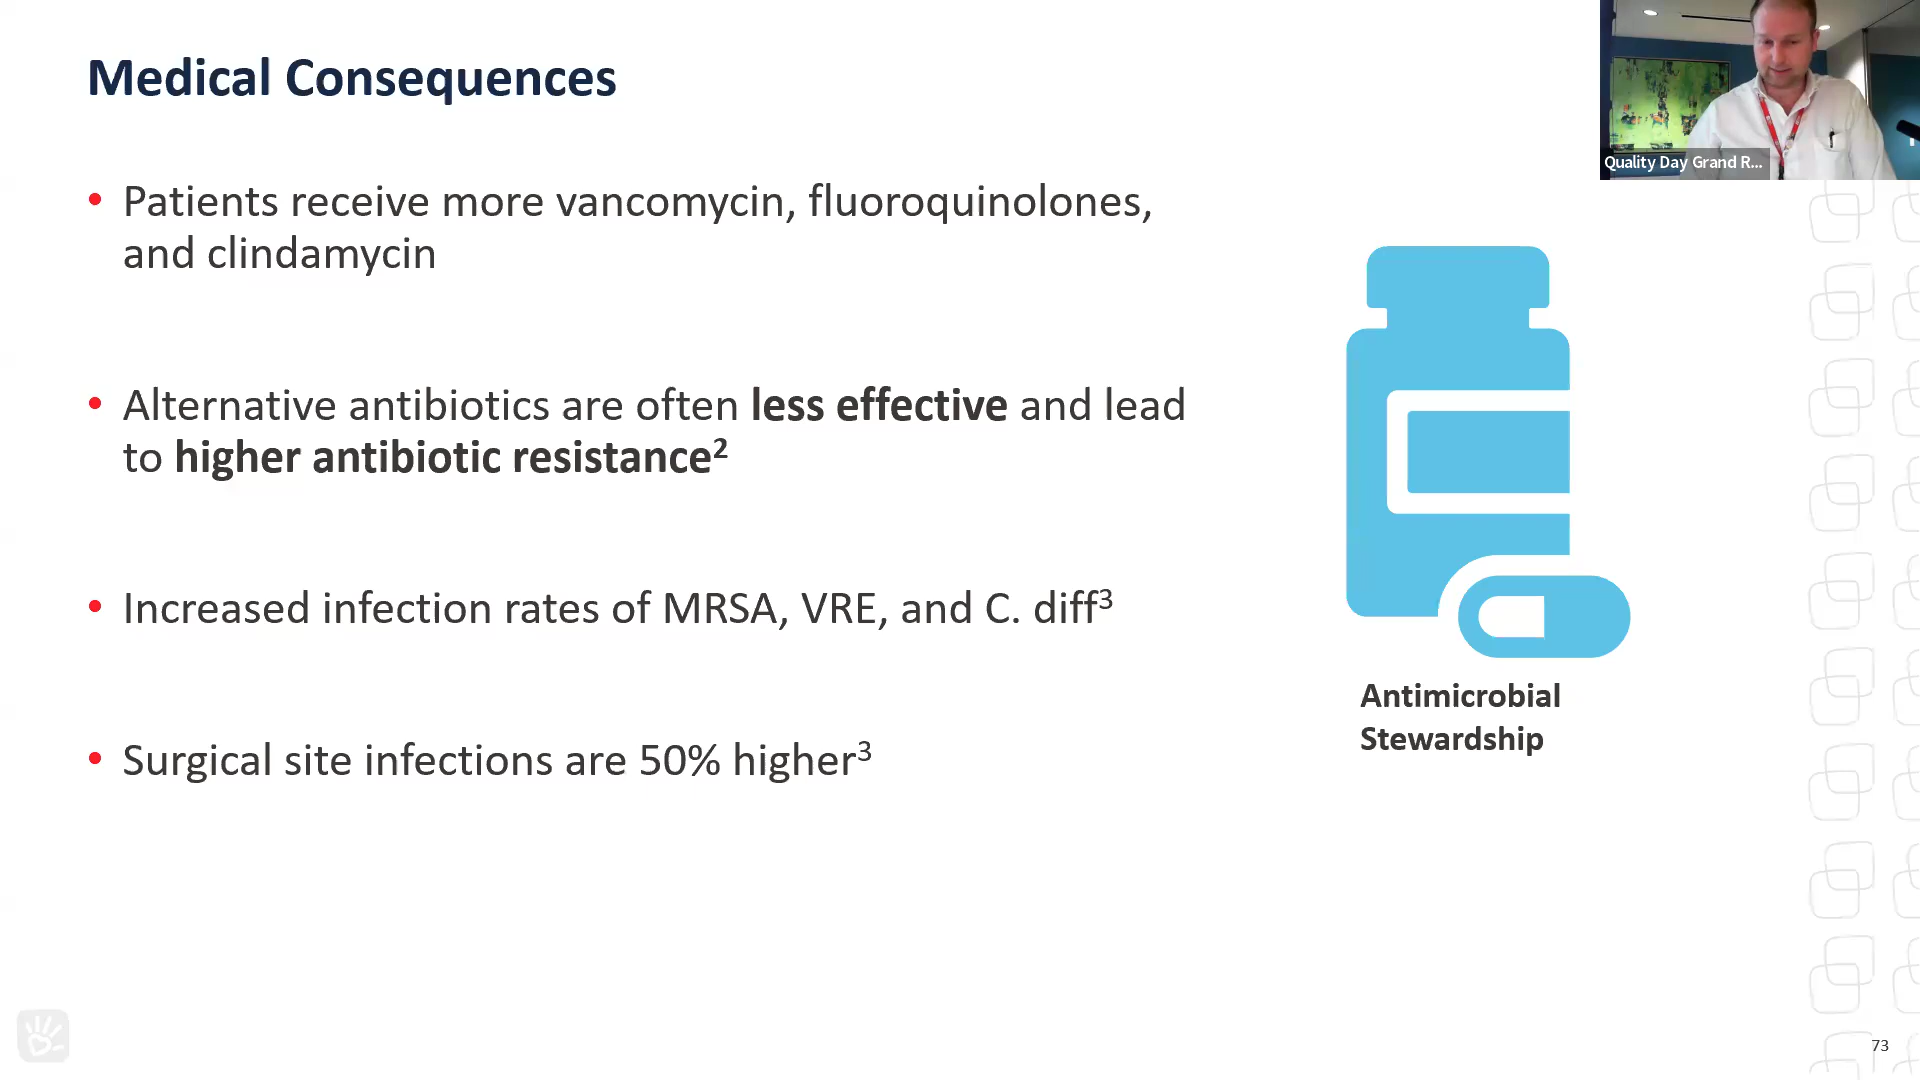 Medical Consequences
Quality Day Grand R...
• Patients receive more vancomycin, fluoroquinolones,
and clindamycin
• Alternative antibiotics are often less effective and lead
to higher antibiotic resistance²
• Increased infection rates of MRSA, VRE, and C. diff³
• Surgical site infections are 50% higher³
Antimicrobial
Stewardship
73